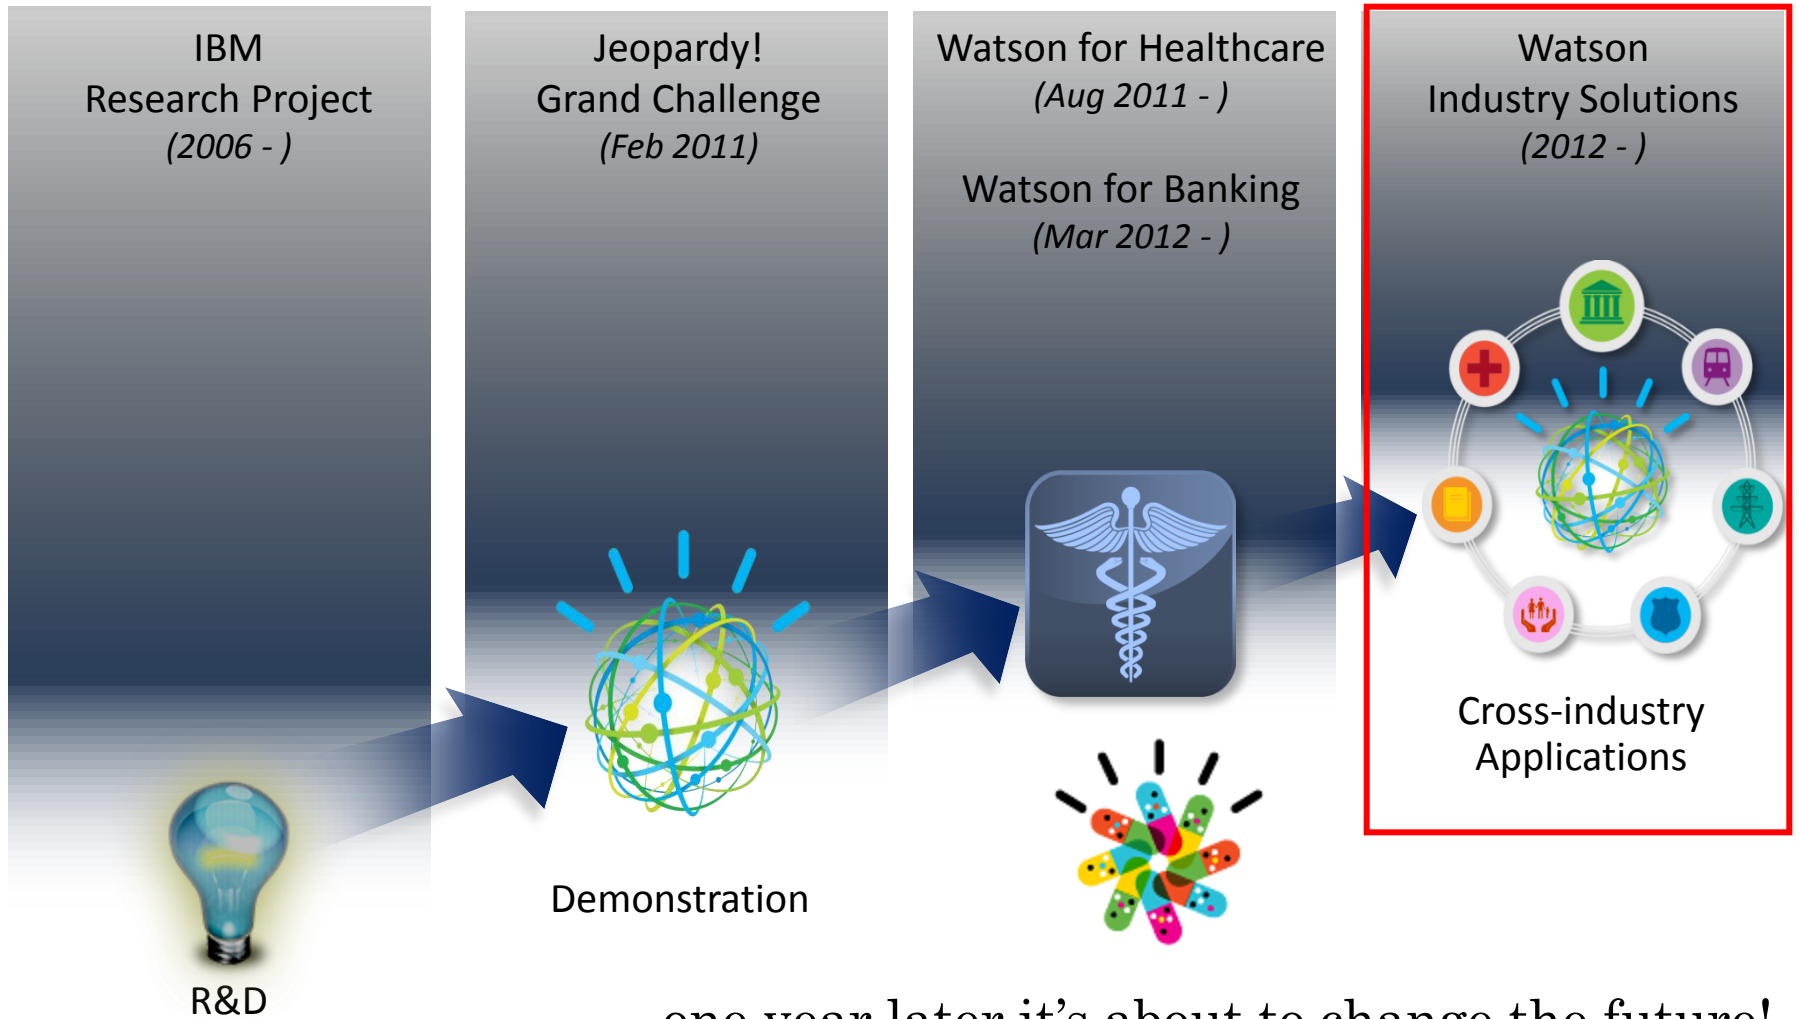 IBM
Research Project
(2006 - )
R&D
Jeopardy!
Grand Challenge
(Feb 2011)
Demonstration
Watson for Healthcare
(Aug 2011 - )
Watson for Banking
(Mar 2012 - )
Watson
Industry Solutions
(2012 - )
Cross-industry
Applications
one year later it's about to change the future!